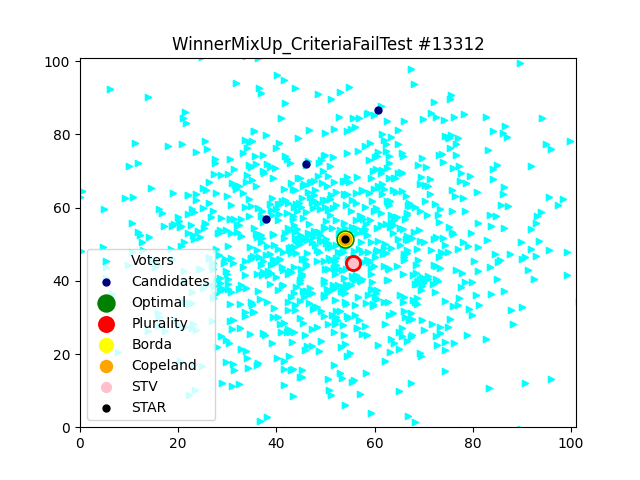 WinnerMixUp_CriteriaFailTest #13312
100
80
60
40
20
0
Voters
Candidates
Optimal
Plurality
Borda
Copeland
STV
STAR
0 20 40 60 80 100